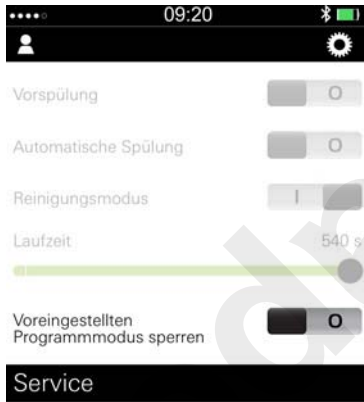 09:20
Vorspülung O
Automatische Spülung O
Reinigungsmodus I
Laufzeit 540 s
Voreingestellten
Programmmodus sperren O
Service